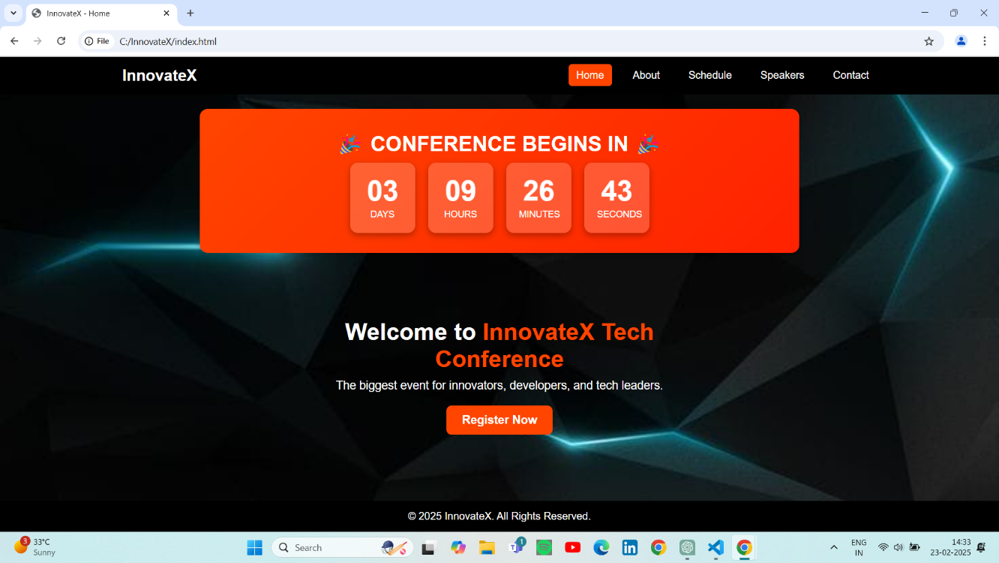 InnovateX - Home
File C:/InnovateX/index.html
InnovateX Home About Schedule Speakers Contact
CONFERENCE BEGINS IN
03 09 26 43
DAYS HOURS MINUTES SECONDS
Welcome to InnovateX Tech
Conference
The biggest event for innovators, developers, and tech leaders.
Register Now
© 2025 InnovateX. All Rights Reserved.
3 33°C
Sunny
Search
1
ENG
IN
14:33
23-02-2025